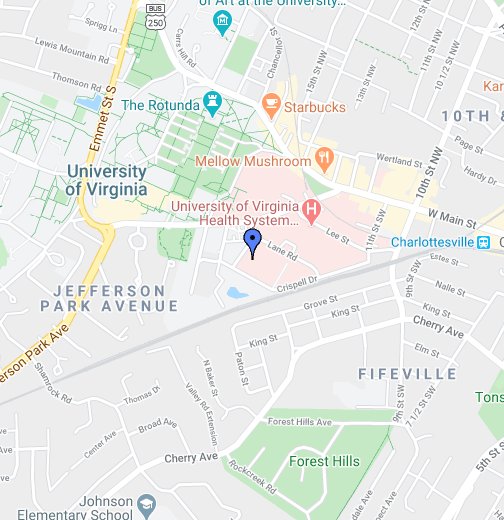 of Art at the University...
BUS
250
Sprigg Ln
Carrs Hill Rd
Lewis Mountain Rd
Thomson Rd
Emmet St S
Chancellor St
15th St NW
13th St NW
12th St NW
10 1/2 St NW
10TH &
Kar
The Rotunda
Starbucks
Page St
Hardy Dr
Mellow Mushroom
Wertland St
10th St NW
University
of Virginia
University of Virginia
Health System...
H
W Main St
Lee St
11th St SW
Lane Rd
Charlottesville
C
Estes St
JEFFERSON
PARK AVENUE
Crispell Dr
9th St SW
Nalle St
Grove St
King St
Cherry Ave
King St
Elm St
erson Park Ave
Shamrock Rd
Paton St
N Baker St
Valley Rd Extension
Thomas Dr
FIFEVILLE
Tons
9th St SW
7 1/2 St SW
Broad Ave
Center Ave
Forest Hills Ave
Cherry Ave
Rockcreek Rd
Forest Hills
5th St SW
Johnson
Elementary School
dale Ave
pect Ave